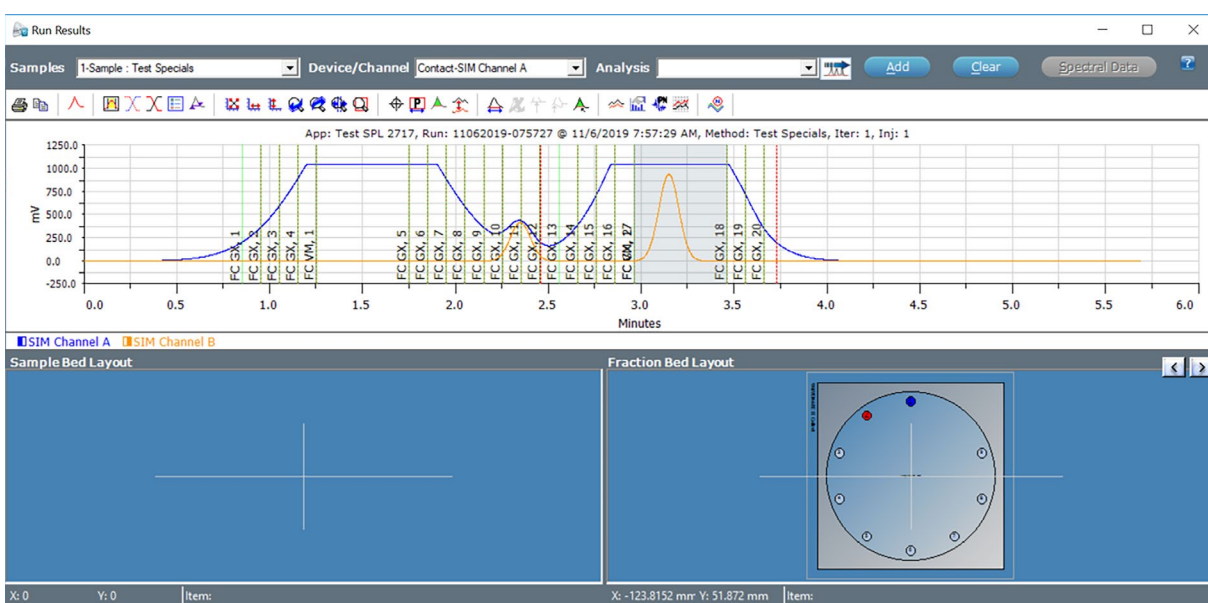 Run Results
Samples 1-Sample : Test Specials Device/Channel Contact-SIM Channel A Analysis Add Clear Spectral Data ?
App: Test SPL 2717, Run: 11062019-075727 @ 11/6/2019 7:57:29 AM, Method: Test Specials, Iter: 1, Inj: 1
1250.0
1000.0
750.0
500.0
250.0
0.0
-250.0
mV
FC GX, 1
FC GX, 2
FC GX, 3
FC GX, 4
FC VM, 1
FC GX, 5
FC GX, 6
FC GX, 7
FC GX, 8
FC GX, 9
FC GX, 10
FC GX, 11
FC GX, 12
FC GX, 13
FC GX, 14
FC GX, 15
FC GX, 16
FC GX, 18
FC GX, 19
FC GX, 20
0.0 0.5 1.0 1.5 2.0 2.5 3.0 3.5 4.0 4.5 5.0 5.5 6.0
Minutes
SIM Channel A SIM Channel B
Sample Bed Layout Fraction Bed Layout
X: 0 Y: 0 Item: X: -123.8152 mm Y: 51.872 mm Item: